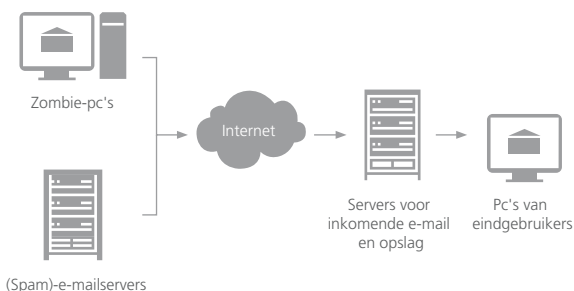 Zombie-pc's
Internet
Servers voor
inkomende e-mail
en opslag
Pc's van
eindgebruikers
(Spam)-e-mailservers